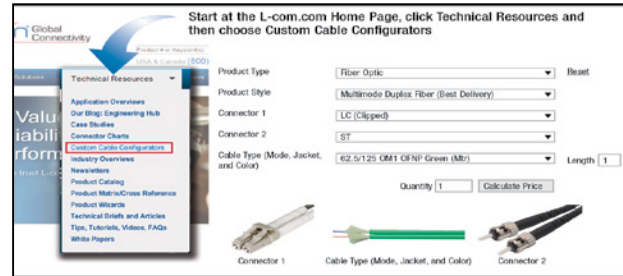 Start at the L-com.com Home Page, click Technical Resources and
then choose Custom Cable Configurators
Global
Connectivity
Product # or Keyword(s)
USA & Canada (800)
Solutions
Technical Resources
Application Overviews
Our Blog: Engineering Hub
Case Studies
Connector Charts
Custom Cable Configurators
Industry Overviews
Newsletters
Product Catalog
Product Matrix/Cross Reference
Product Wizards
Technical Briefs and Articles
Tips, Tutorials, Videos, FAQs
White Papers
Valu
iabili
rform
trust L-co
Product Type Fiber Optic Reset
Product Style Multimode Duplex Fiber (Best Delivery)
Connector 1 LC (Clipped)
Connector 2 ST
Cable Type (Mode, Jacket,
and Color) 62.5/125 OM1 OFNP Green (Mtr) Length 1
Quantity 1 Calculate Price
Connector 1 Cable Type (Mode, Jacket, and Color) Connector 2